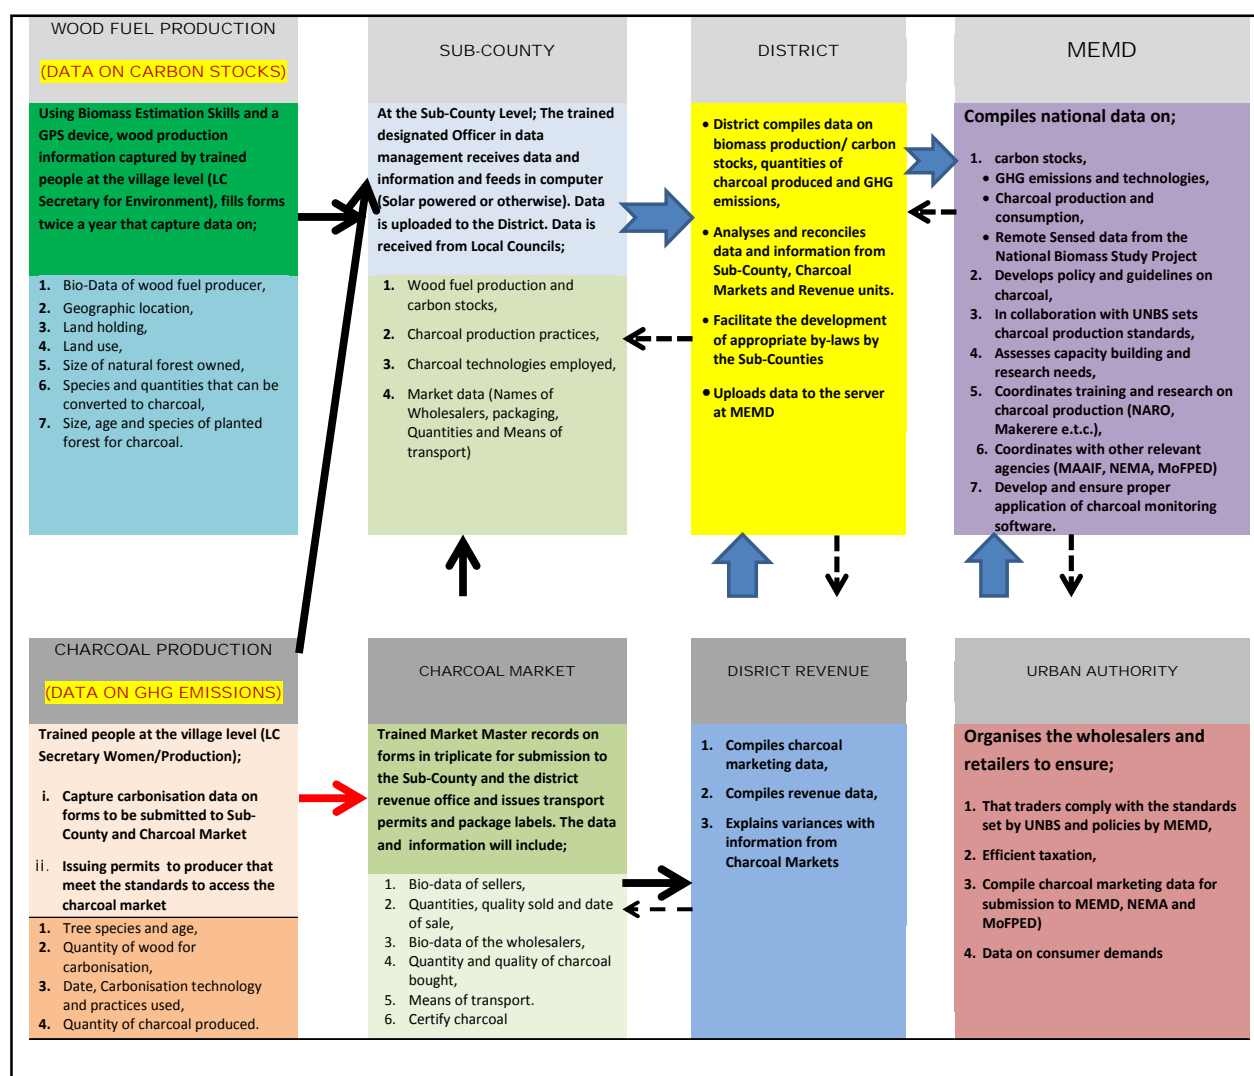 WOOD FUEL PRODUCTION
(DATA ON CARBON STOCKS)
Using Biomass Estimation Skills and a
GPS device, wood production
information captured by trained
people at the village level (LC
Secretary for Environment), fills forms
twice a year that capture data on;
1. Bio-Data of wood fuel producer,
2. Geographic location,
3. Land holding,
4. Land use,
5. Size of natural forest owned,
6. Species and quantities that can be
converted to charcoal,
7. Size, age and species of planted
forest for charcoal.
SUB-COUNTY
At the Sub-County Level; The trained
designated Officer in data
management receives data and
information and feeds in computer
(Solar powered or otherwise). Data
is uploaded to the District. Data is
received from Local Councils;
1. Wood fuel production and
carbon stocks,
2. Charcoal production practices,
3. Charcoal technologies employed,
4. Market data (Names of
Wholesalers, packaging,
Quantities and Means of
transport)
DISTRICT
• District compiles data on
biomass production/ carbon
stocks, quantities of
charcoal produced and GHG
emissions,
• Analyses and reconciles
data and information from
Sub-County, Charcoal
Markets and Revenue units.
• Facilitate the development
of appropriate by-laws by
the Sub-Counties
• Uploads data to the server
at MEMD
MEMD
Compiles national data on;
1. carbon stocks,
• GHG emissions and technologies,
• Charcoal production and
consumption,
• Remote Sensed data from the
National Biomass Study Project
2. Develops policy and guidelines on
charcoal,
3. In collaboration with UNBS sets
charcoal production standards,
4. Assesses capacity building and
research needs,
5. Coordinates training and research on
charcoal production (NARO,
Makerere e.t.c.),
6. Coordinates with other relevant
agencies (MAAIF, NEMA, MoFPED)
7. Develop and ensure proper
application of charcoal monitoring
software.
CHARCOAL PRODUCTION
(DATA ON GHG EMISSIONS)
Trained people at the village level (LC
Secretary Women/Production);
i. Capture carbonisation data on
forms to be submitted to Sub-
County and Charcoal Market
ii. Issuing permits to producer that
meet the standards to access the
charcoal market
1. Tree species and age,
2. Quantity of wood for
carbonisation,
3. Date, Carbonisation technology
and practices used,
4. Quantity of charcoal produced.
CHARCOAL MARKET
Trained Market Master records on
forms in triplicate for submission to
the Sub-County and the district
revenue office and issues transport
permits and package labels. The data
and information will include;
1. Bio-data of sellers,
2. Quantities, quality sold and date
of sale,
3. Bio-data of the wholesalers,
4. Quantity and quality of charcoal
bought,
5. Means of transport.
6. Certify charcoal
DISRICT REVENUE
1. Compiles charcoal
marketing data,
2. Compiles revenue data,
3. Explains variances with
information from
Charcoal Markets
URBAN AUTHORITY
Organises the wholesalers and
retailers to ensure;
1. That traders comply with the standards
set by UNBS and policies by MEMD,
2. Efficient taxation,
3. Compile charcoal marketing data for
submission to MEMD, NEMA and
MoFPED)
4. Data on consumer demands